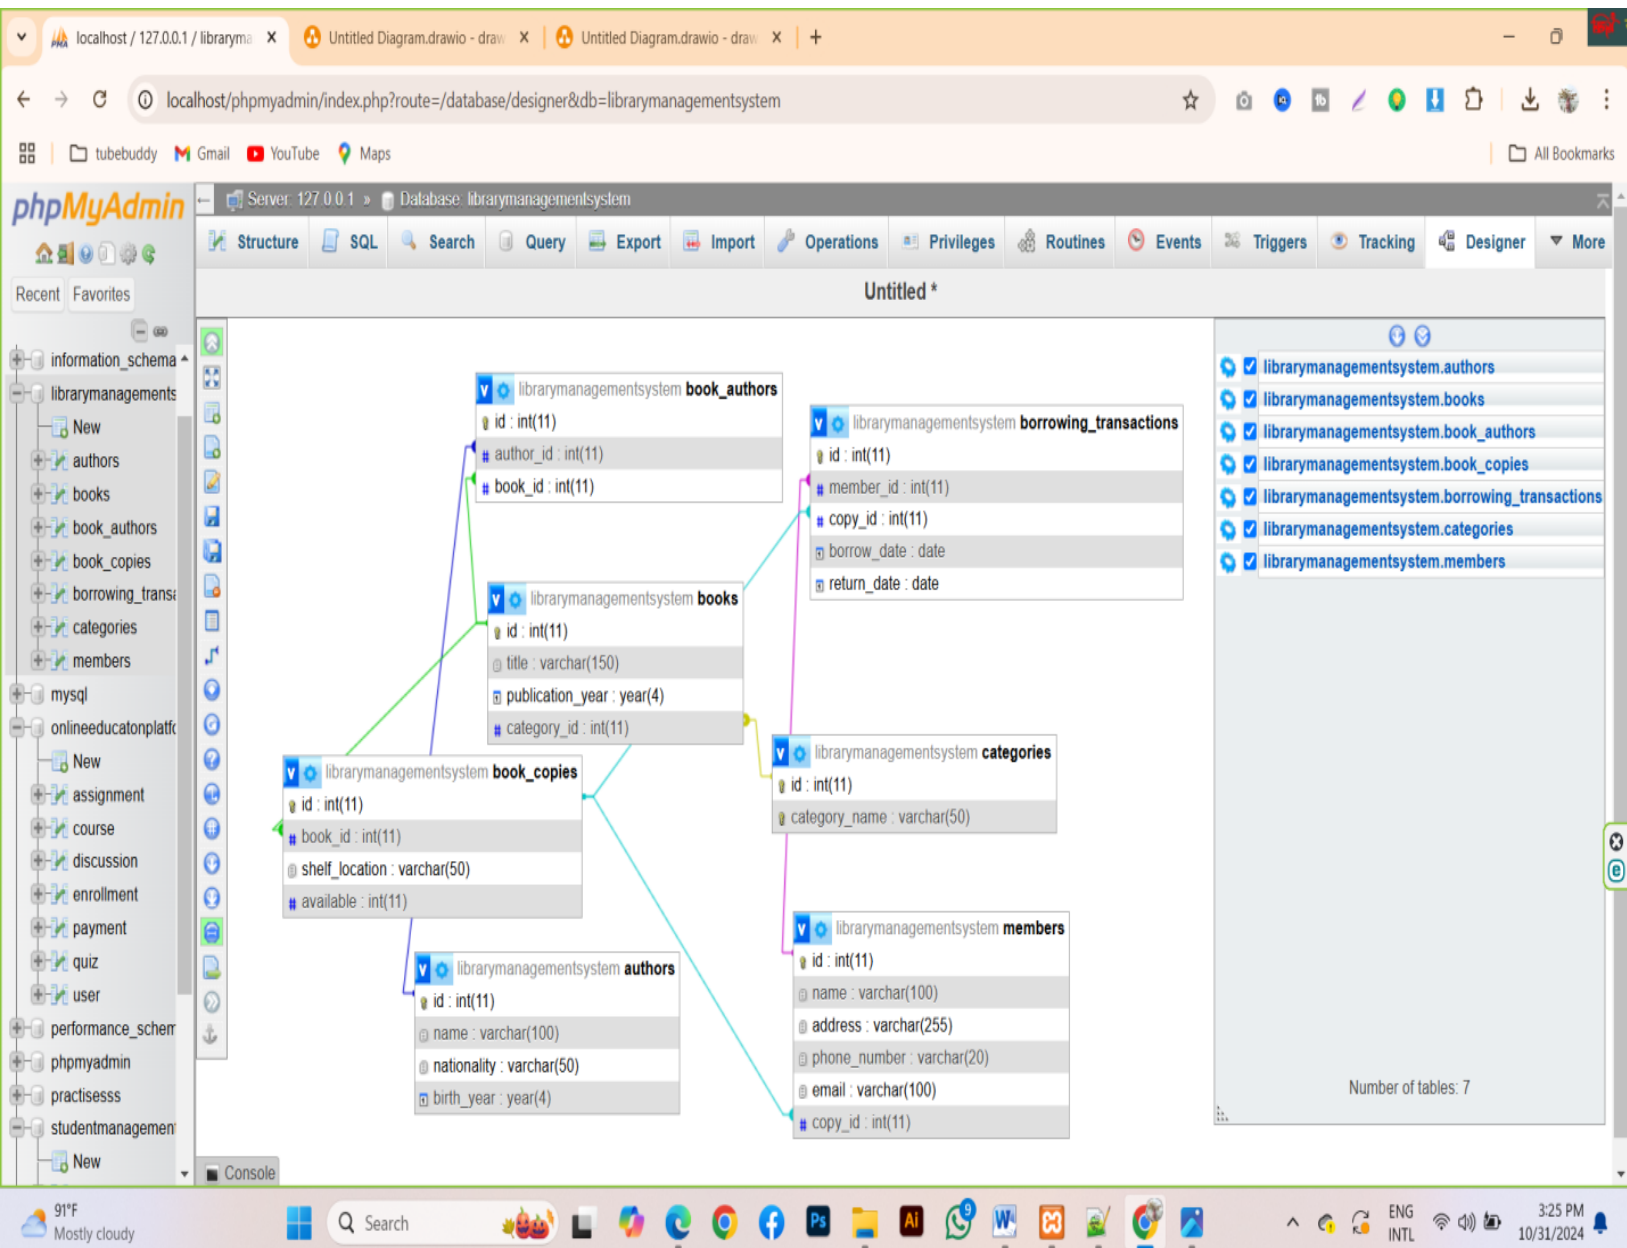 localhost / 127.0.0.1 / libraryma
Untitled Diagram.drawio - draw
Untitled Diagram.drawio - draw
localhost/phpmyadmin/index.php?route=/database/designer&db=librarymanagementsystem
tubebuddy
Gmail
YouTube
Maps
All Bookmarks
phpMyAdmin
Recent
Favorites
information_schema
librarymanagements
New
authors
books
book_authors
book_copies
borrowing_transa
categories
members
mysql
onlineeducatonplatfo
New
assignment
course
discussion
enrollment
payment
quiz
user
performance_schem
phpmyadmin
practisesss
studentmanagement
New
Server: 127.0.0.1 » Database: librarymanagementsystem
Structure
SQL
Search
Query
Export
Import
Operations
Privileges
Routines
Events
Triggers
Tracking
Designer
More
Untitled *
librarymanagementsystem book_authors
id : int(11)
author_id : int(11)
book_id : int(11)
librarymanagementsystem borrowing_transactions
id : int(11)
member_id : int(11)
copy_id : int(11)
borrow_date : date
return_date : date
librarymanagementsystem books
id : int(11)
title : varchar(150)
publication_year : year(4)
category_id : int(11)
librarymanagementsystem categories
id : int(11)
category_name : varchar(50)
librarymanagementsystem book_copies
id : int(11)
book_id : int(11)
shelf_location : varchar(50)
available : int(11)
librarymanagementsystem members
id : int(11)
name : varchar(100)
address : varchar(255)
phone_number : varchar(20)
email : varchar(100)
copy_id : int(11)
librarymanagementsystem authors
id : int(11)
name : varchar(100)
nationality : varchar(50)
birth_year : year(4)
librarymanagementsystem.authors
librarymanagementsystem.books
librarymanagementsystem.book_authors
librarymanagementsystem.book_copies
librarymanagementsystem.borrowing_transactions
librarymanagementsystem.categories
librarymanagementsystem.members
Number of tables: 7
Console
91°F
Mostly cloudy
Search
Ps
Ai
9
ENG
INTL
3:25 PM
10/31/2024